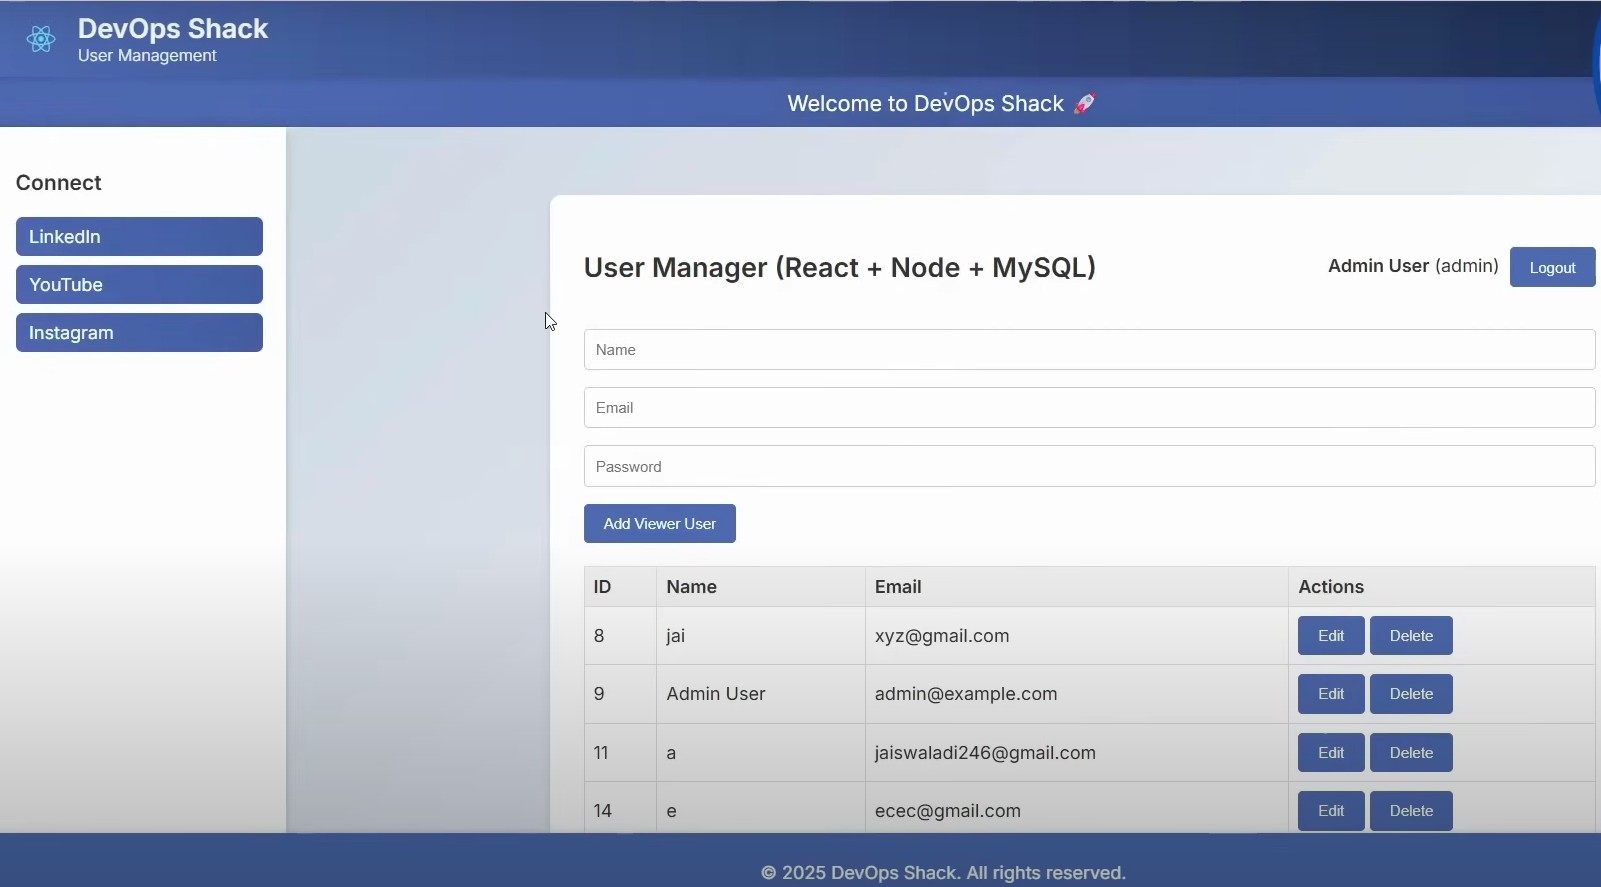 DevOps Shack
User Management
Welcome to DevOps Shack 🚀
Connect
LinkedIn
YouTube
Instagram
User Manager (React + Node + MySQL)
Admin User (admin) Logout
Name
Email
Password
Add Viewer User
ID Name Email Actions
8 jai xyz@gmail.com Edit Delete
9 Admin User admin@example.com Edit Delete
11 a jaiswaladi246@gmail.com Edit Delete
14 e ecec@gmail.com Edit Delete
© 2025 DevOps Shack. All rights reserved.